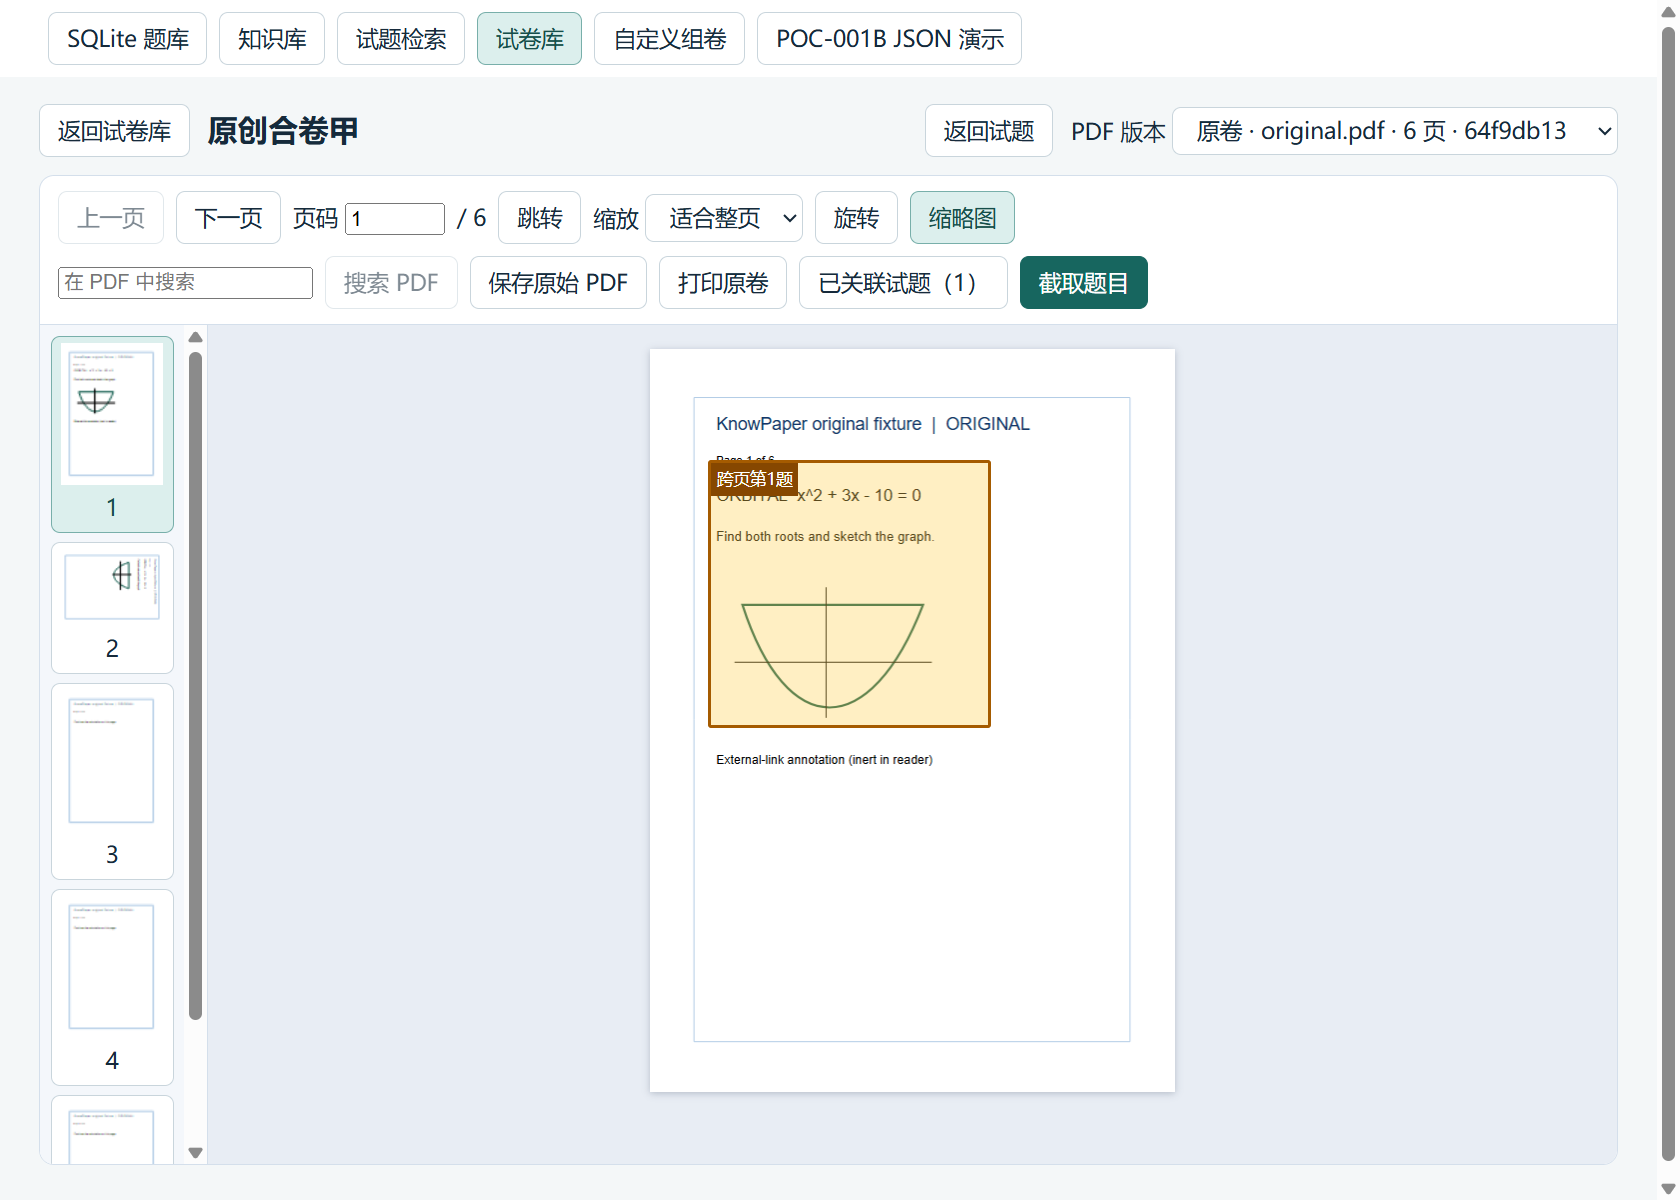 SQLite 题库 知识库 试题检索 试卷库 自定义组卷 POC-001B JSON 演示
返回试卷库 原创合卷甲 返回试题 PDF 版本 原卷 · original.pdf · 6 页 · 64f9db13
上一页 下一页 页码 1 / 6 跳转 缩放 适合整页 旋转 缩略图
在 PDF 中搜索 搜索 PDF 保存原始 PDF 打印原卷 已关联试题（1） 截取题目
1
2
3
4
KnowPaper original fixture | ORIGINAL
Page 1 of 6
跨页第1题
ORBITAL x^2 + 3x - 10 = 0
Find both roots and sketch the graph.
External-link annotation (inert in reader)